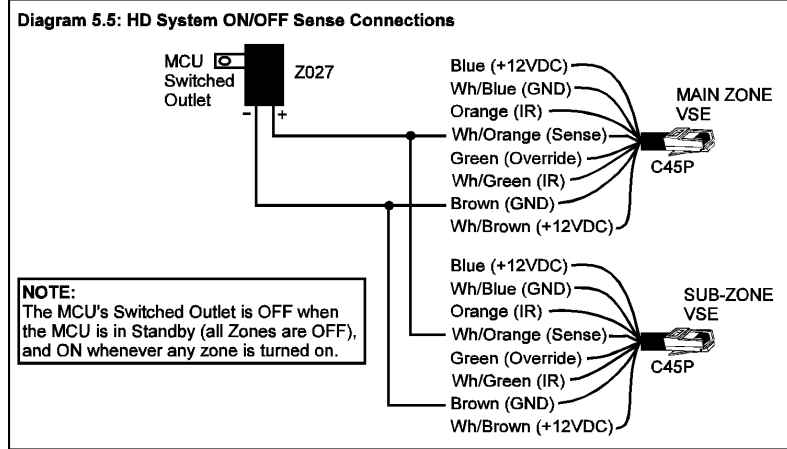 Diagram 5.5: HD System ON/OFF Sense Connections
MCU
Switched
Outlet
Z027
- +
Blue (+12VDC)
Wh/Blue (GND)
Orange (IR)
Wh/Orange (Sense)
Green (Override)
Wh/Green (IR)
Brown (GND)
Wh/Brown (+12VDC)
MAIN ZONE
VSE
C45P
Blue (+12VDC)
Wh/Blue (GND)
Orange (IR)
Wh/Orange (Sense)
Green (Override)
Wh/Green (IR)
Brown (GND)
Wh/Brown (+12VDC)
SUB-ZONE
VSE
C45P
NOTE:
The MCU's Switched Outlet is OFF when
the MCU is in Standby (all Zones are OFF),
and ON whenever any zone is turned on.